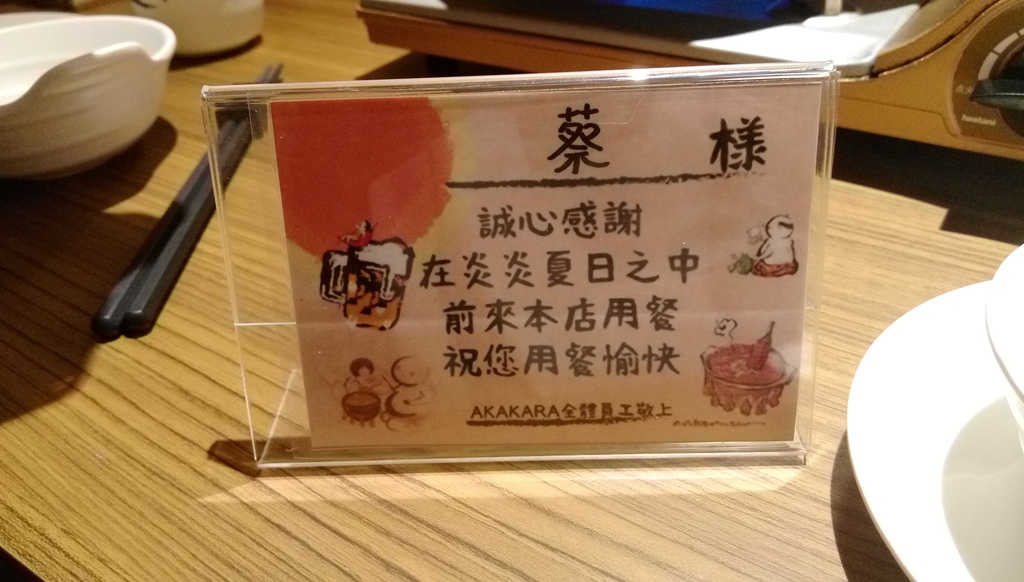 蔡 樣
誠心感謝
在炎炎夏日之中
前來本店用餐
祝您用餐愉快
AKAKARA全體員工敬上
Iwatani